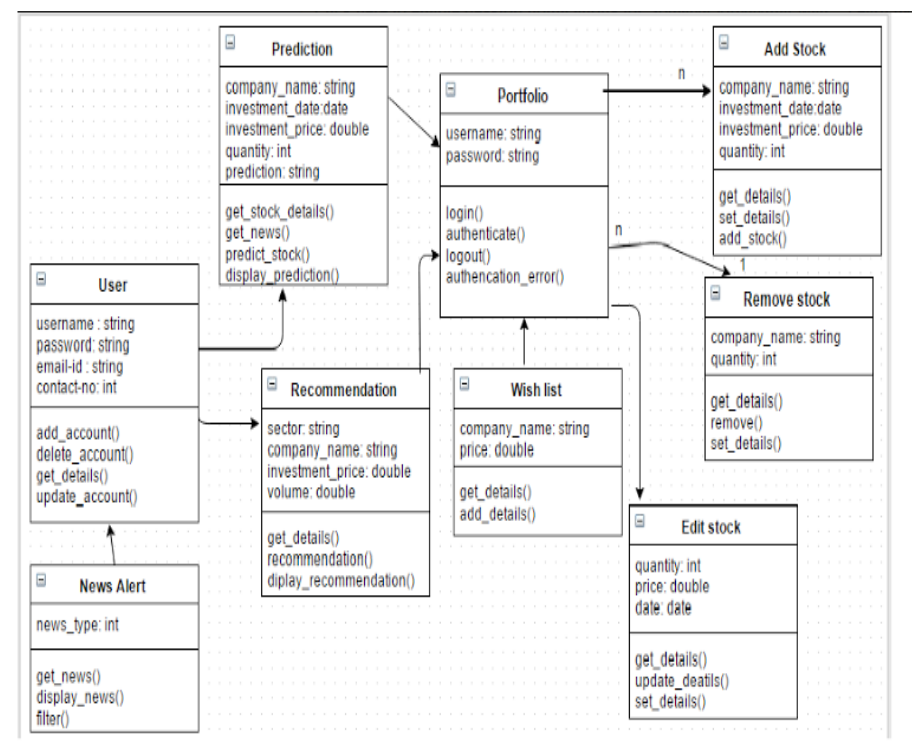 Prediction
company_name: string
investment_date:date
investment_price: double
quantity: int
prediction: string
get_stock_details()
get_news()
predict_stock()
display_prediction()
Portfolio
username: string
password: string
login()
authenticate()
logout()
authencation_error()
n
Add Stock
company_name: string
investment_date:date
investment_price: double
quantity: int
get_details()
set_details()
add_stock()
n
1
Remove stock
company_name: string
quantity: int
get_details()
remove()
set_details()
User
username : string
password: string
email-id : string
contact-no: int
add_account()
delete_account()
get_details()
update_account()
Recommendation
sector: string
company_name: string
investment_price: double
volume: double
get_details()
recommendation()
diplay_recommendation()
Wish list
company_name: string
price: double
get_details()
add_details()
Edit stock
quantity: int
price: double
date: date
get_details()
update_deatils()
set_details()
News Alert
news_type: int
get_news()
display_news()
filter()